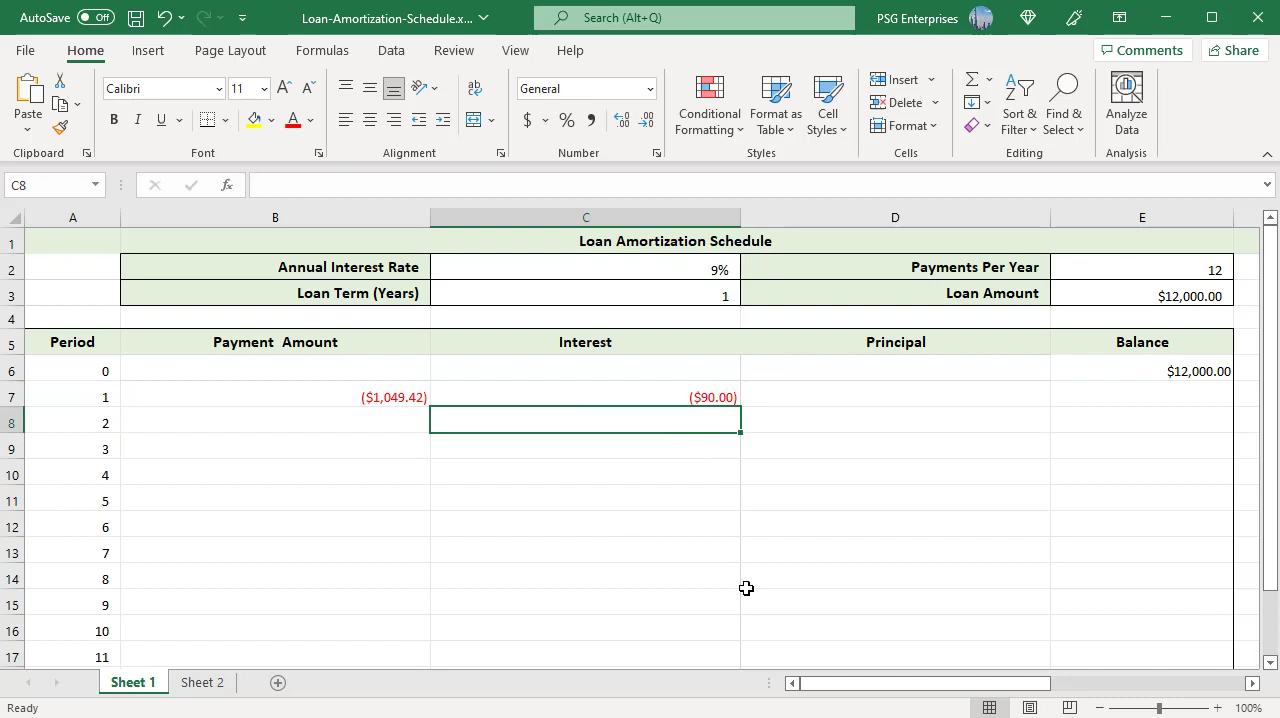 AutoSave Off Loan-Amortization-Schedule.x... Search (Alt+Q) PSG Enterprises
File Home Insert Page Layout Formulas Data Review View Help Comments Share
Paste
Calibri 11
B I U A
General
$ % 9
Conditional Formatting
Format as Table
Cell Styles
Insert
Delete
Format
Sort & Filter
Find & Select
Analyze Data
Clipboard Font Alignment Number Styles Cells Editing Analysis
C8 fx
A B C D E
1 Loan Amortization Schedule
2 Annual Interest Rate 9% Payments Per Year 12
3 Loan Term (Years) 1 Loan Amount $12,000.00
4
5 Period Payment  Amount Interest Principal Balance
6 0 $12,000.00
7 1 ($1,049.42) ($90.00)
8 2
9 3
10 4
11 5
12 6
13 7
14 8
15 9
16 10
17 11
Sheet 1 Sheet 2
Ready 100%